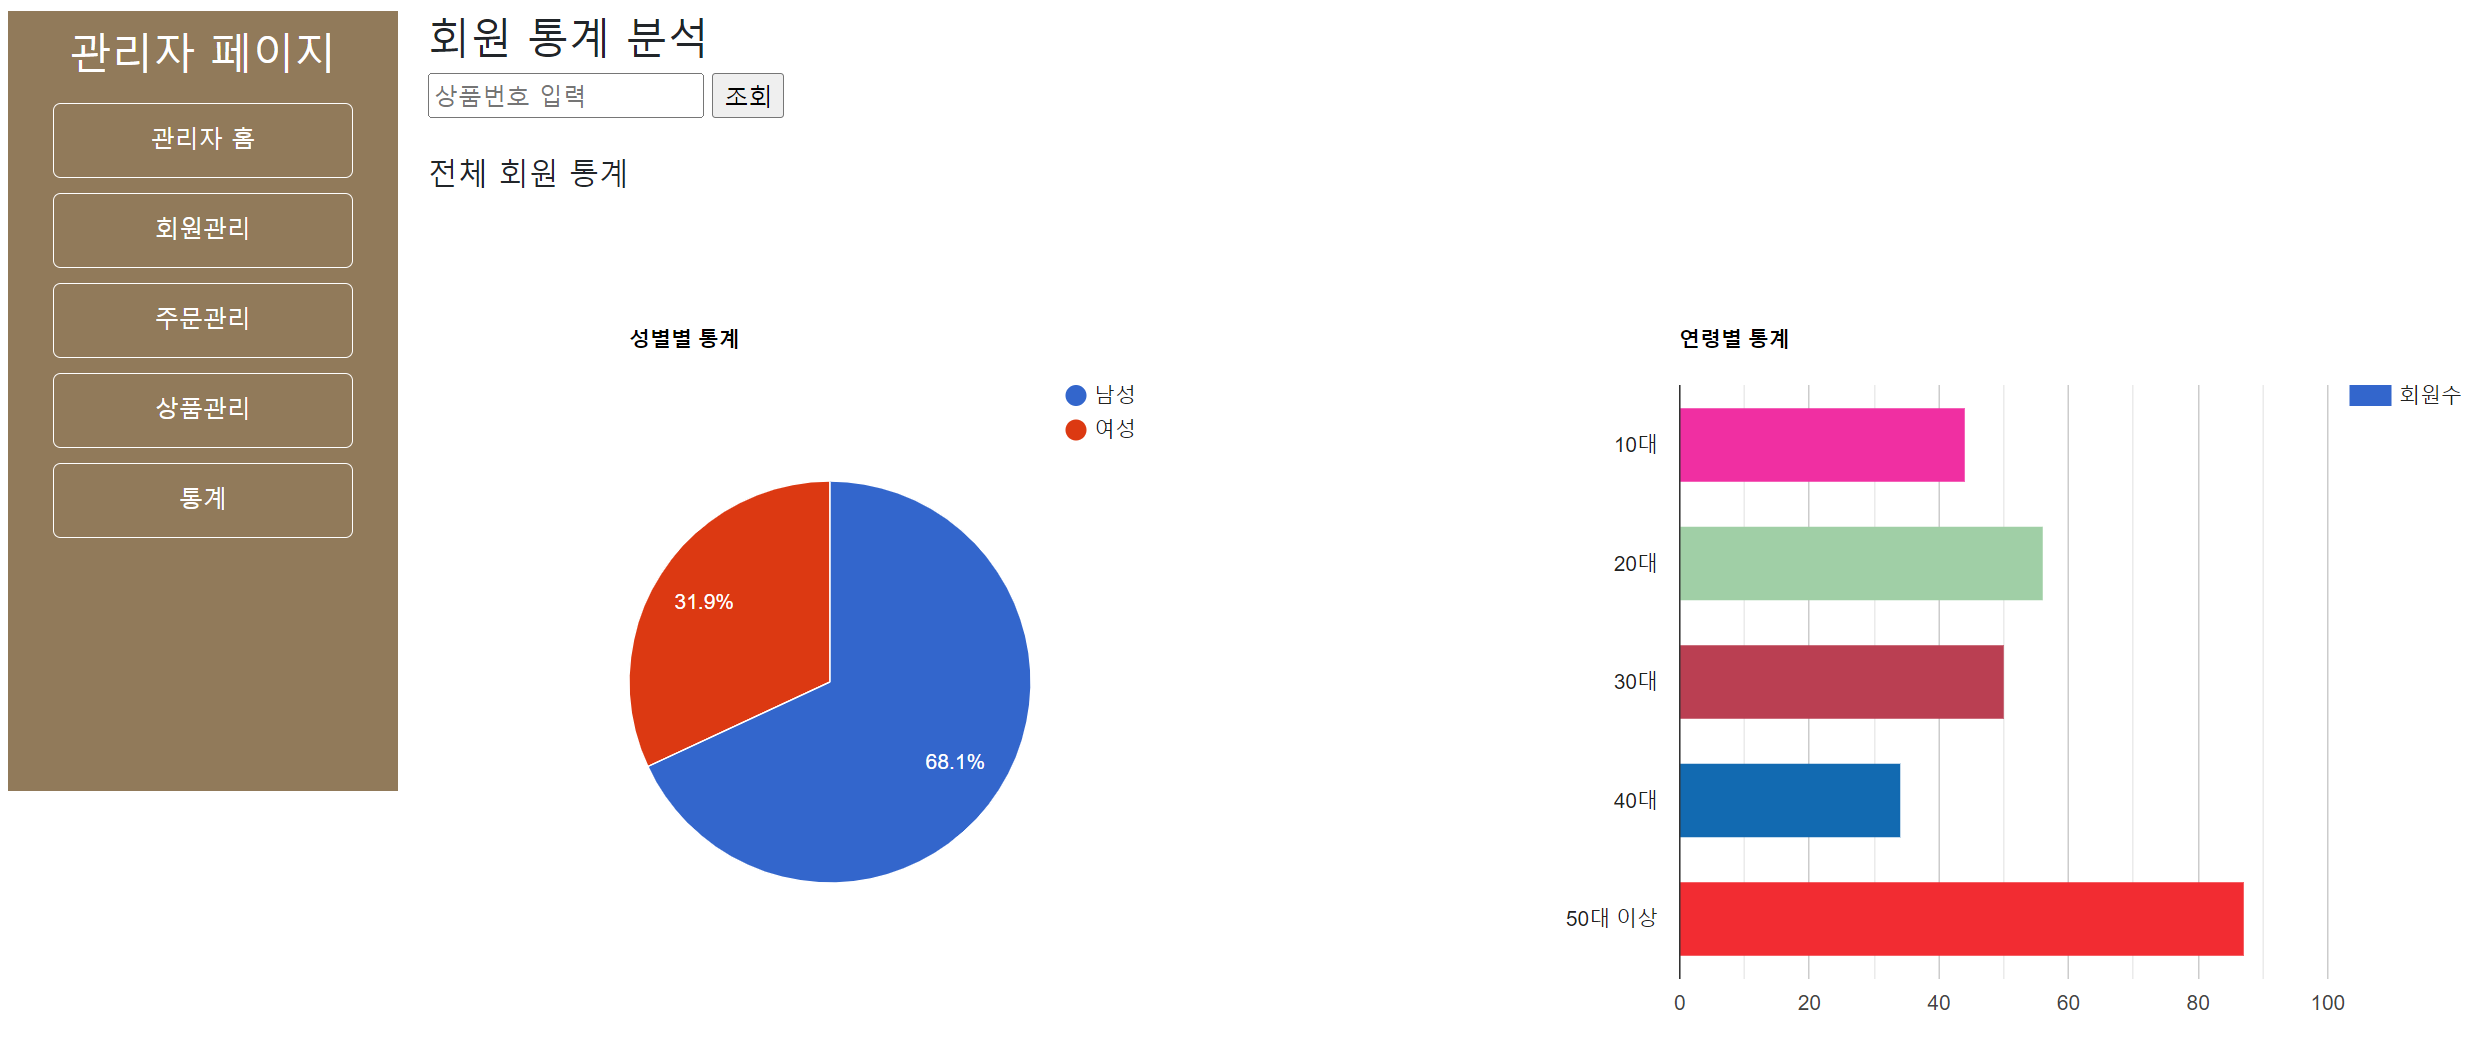 관리자 페이지
관리자 홈
회원관리
주문관리
상품관리
통계
회원 통계 분석
상품번호 입력
조회
전체 회원 통계
성별별 통계
남성
여성
31.9%
68.1%
연령별 통계
회원수
10대
20대
30대
40대
50대 이상
0 20 40 60 80 100